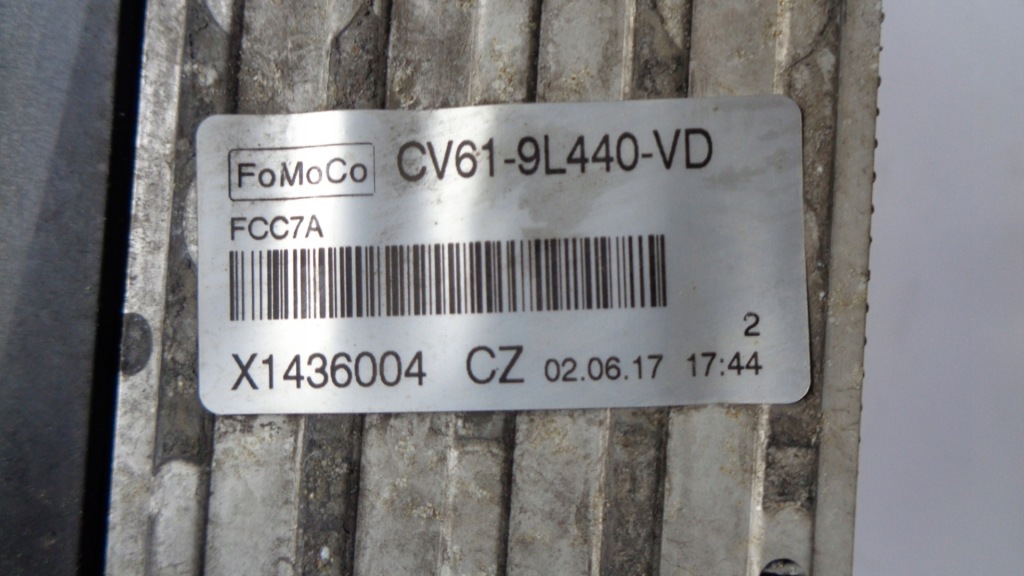 FoMoCo CV61-9L440-VD
FCC7A
2
X1436004 CZ 02.06.17 17:44